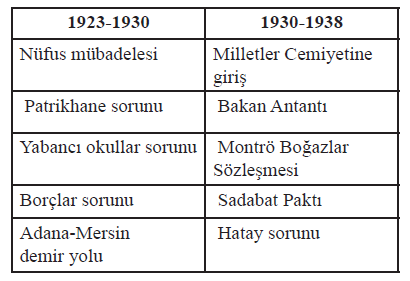 1923-1930 1930-1938
Nüfus mübadelesi Milletler Cemiyetine
giriş
Patrikhane sorunu Bakan Antantı
Yabancı okullar sorunu Montrö Boğazlar
Sözleşmesi
Borçlar sorunu Sadabat Paktı
Adana-Mersin Hatay sorunu
demir yolu